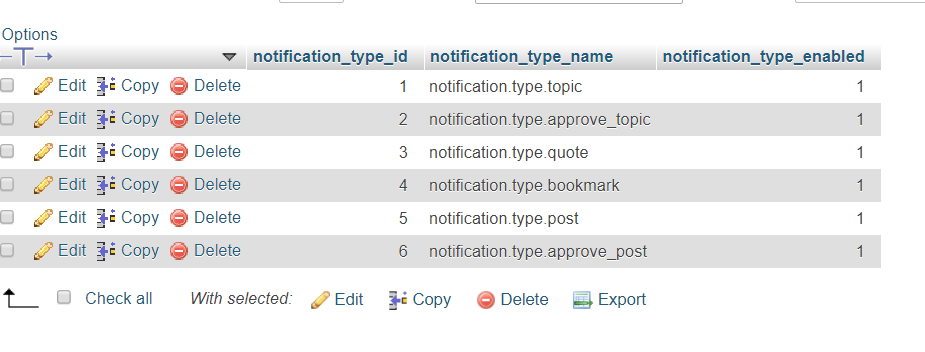 Options
notification_type_id notification_type_name notification_type_enabled
Edit Copy Delete 1 notification.type.topic 1
Edit Copy Delete 2 notification.type.approve_topic 1
Edit Copy Delete 3 notification.type.quote 1
Edit Copy Delete 4 notification.type.bookmark 1
Edit Copy Delete 5 notification.type.post 1
Edit Copy Delete 6 notification.type.approve_post 1
Check all With selected: Edit Copy Delete Export